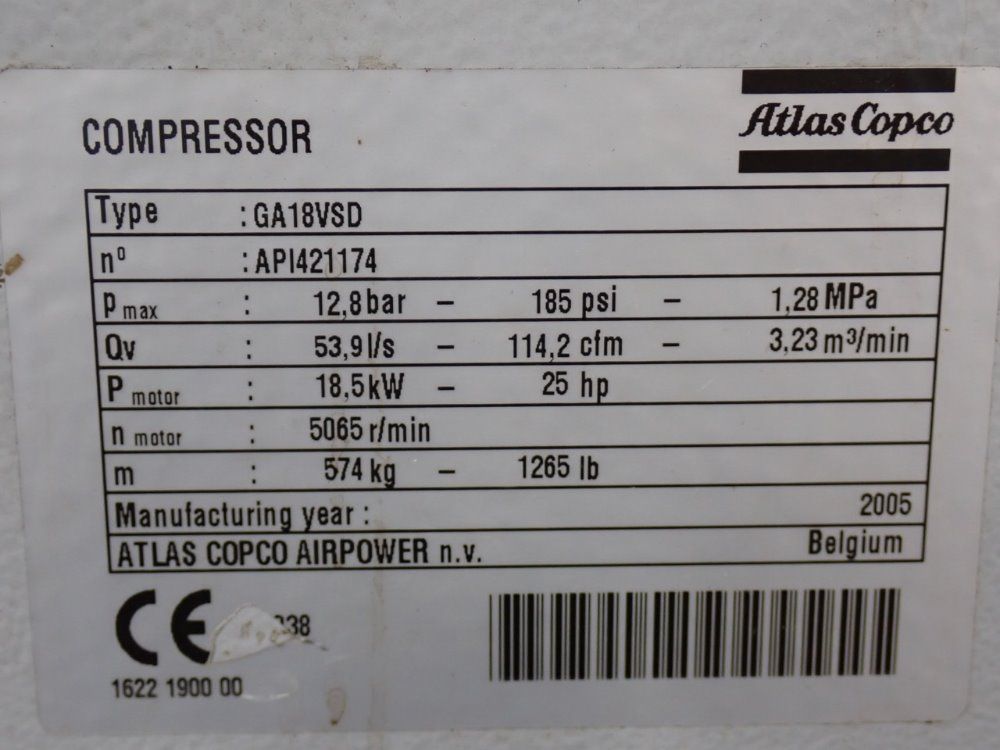 COMPRESSOR
Atlas Copco
Type : GA18VSD
nº : API421174
p max : 12,8 bar – 185 psi – 1,28 MPa
Qv : 53,9 l/s – 114,2 cfm – 3,23 m³/min
P motor : 18,5 kW – 25 hp
n motor : 5065 r/min
m : 574 kg – 1265 lb
Manufacturing year : 2005
ATLAS COPCO AIRPOWER n.v. Belgium
CE
1622 1900 00